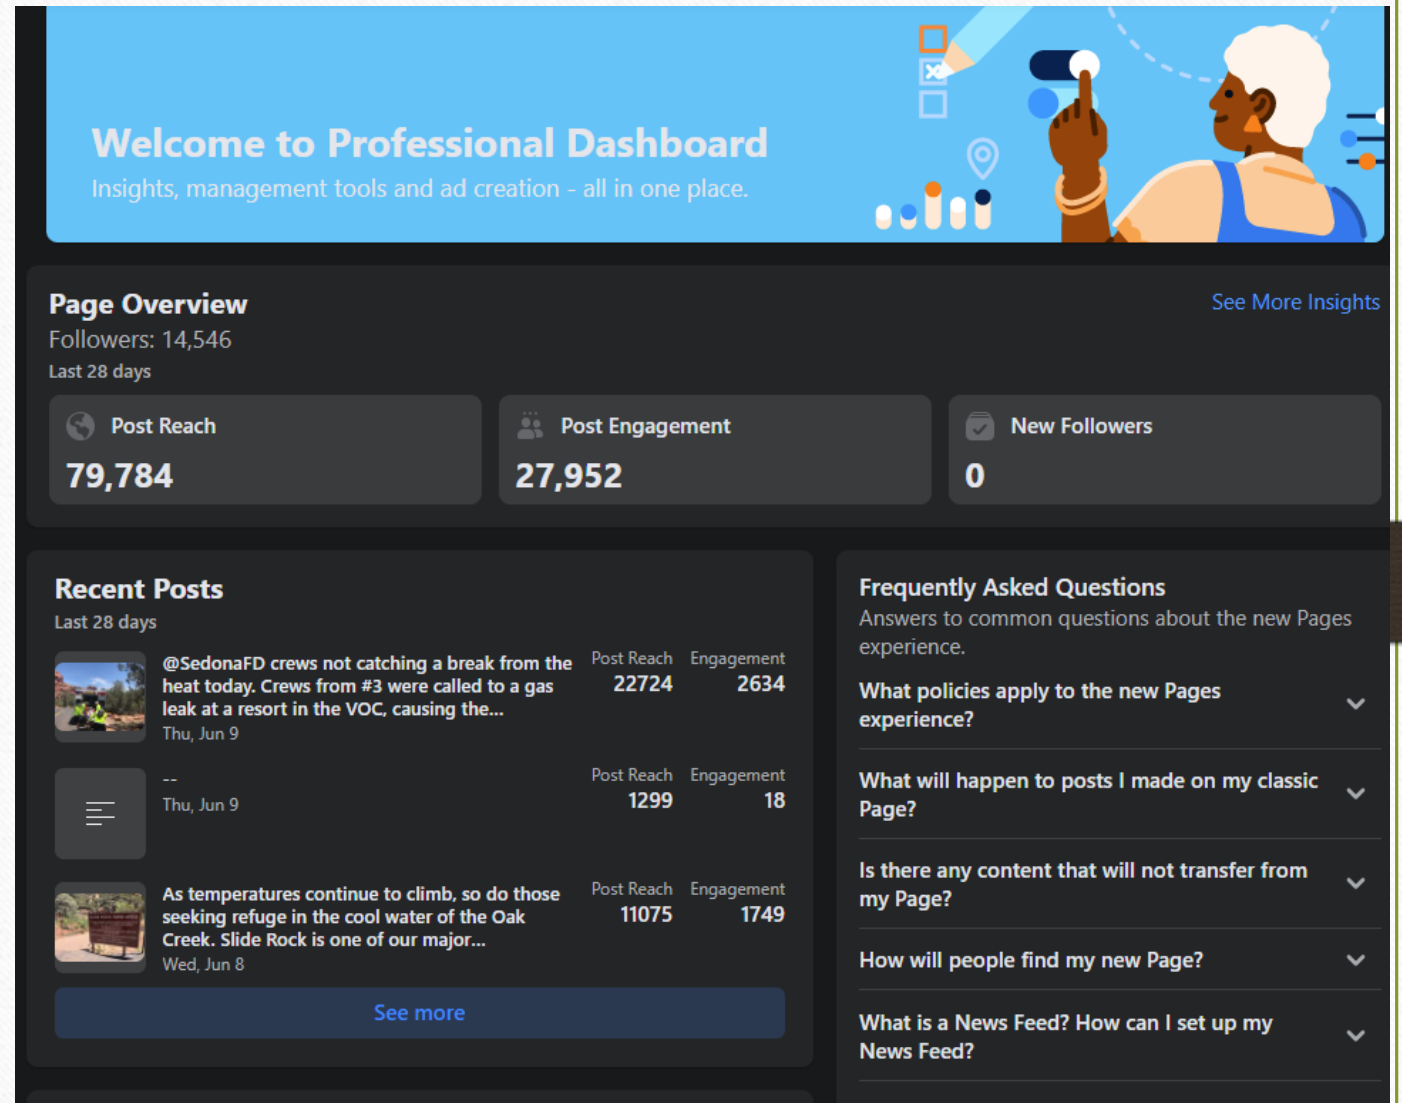 Welcome to Professional Dashboard
Insights, management tools and ad creation - all in one place.
Page Overview
See More Insights
Followers: 14,546
Last 28 days
Post Reach
79,784
Post Engagement
27,952
New Followers
0
Recent Posts
Last 28 days
@SedonaFD crews not catching a break from the
heat today. Crews from #3 were called to a gas
leak at a resort in the VOC, causing the...
Thu, Jun 9
Post Reach Engagement
22724 2634
--
Thu, Jun 9
Post Reach Engagement
1299 18
As temperatures continue to climb, so do those
seeking refuge in the cool water of the Oak
Creek. Slide Rock is one of our major...
Wed, Jun 8
Post Reach Engagement
11075 1749
See more
Frequently Asked Questions
Answers to common questions about the new Pages
experience.
What policies apply to the new Pages
experience?
What will happen to posts I made on my classic
Page?
Is there any content that will not transfer from
my Page?
How will people find my new Page?
What is a News Feed? How can I set up my
News Feed?